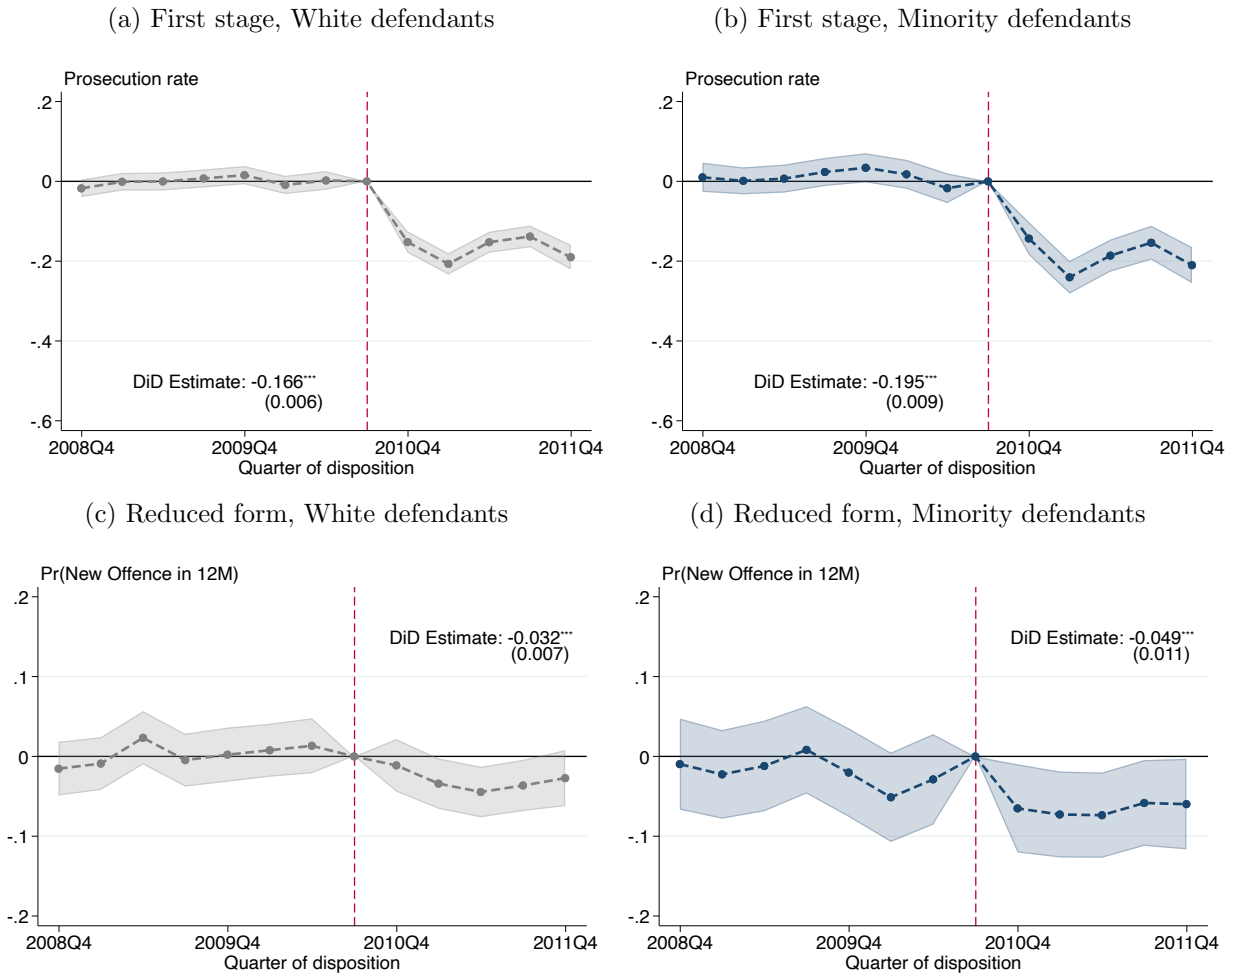 (a) First stage, White defendants
Prosecution rate
.2
0
-.2
-.4
-.6
DiD Estimate: -0.166***
(0.006)
2008Q4 2009Q4 2010Q4 2011Q4
Quarter of disposition
(b) First stage, Minority defendants
Prosecution rate
.2
0
-.2
-.4
-.6
DiD Estimate: -0.195***
(0.009)
2008Q4 2009Q4 2010Q4 2011Q4
Quarter of disposition
(c) Reduced form, White defendants
Pr(New Offence in 12M)
.2
.1
0
-.1
-.2
DiD Estimate: -0.032***
(0.007)
2008Q4 2009Q4 2010Q4 2011Q4
Quarter of disposition
(d) Reduced form, Minority defendants
Pr(New Offence in 12M)
.2
.1
0
-.1
-.2
DiD Estimate: -0.049***
(0.011)
2008Q4 2009Q4 2010Q4 2011Q4
Quarter of disposition